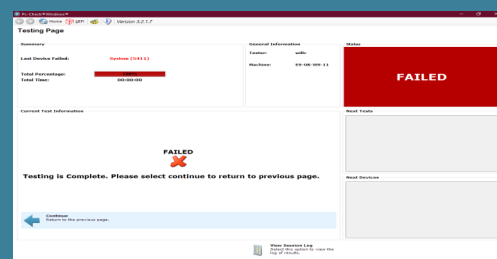 Pc-Check®Windows®
Home UEFI Version 3.2.1.7
Testing Page
Summary
Last Device Failed: System (5411)
Total Percentage: 100%
Total Time: 00:00:00
General Information
Tester: willc
Machine:
Status
FAILED
Current Test Information
FAILED
Testing is Complete. Please select continue to return to previous page.
Continue
Return to the previous page.
Next Tests
Next Devices
View Session Log
Select this option to view the
log of results.